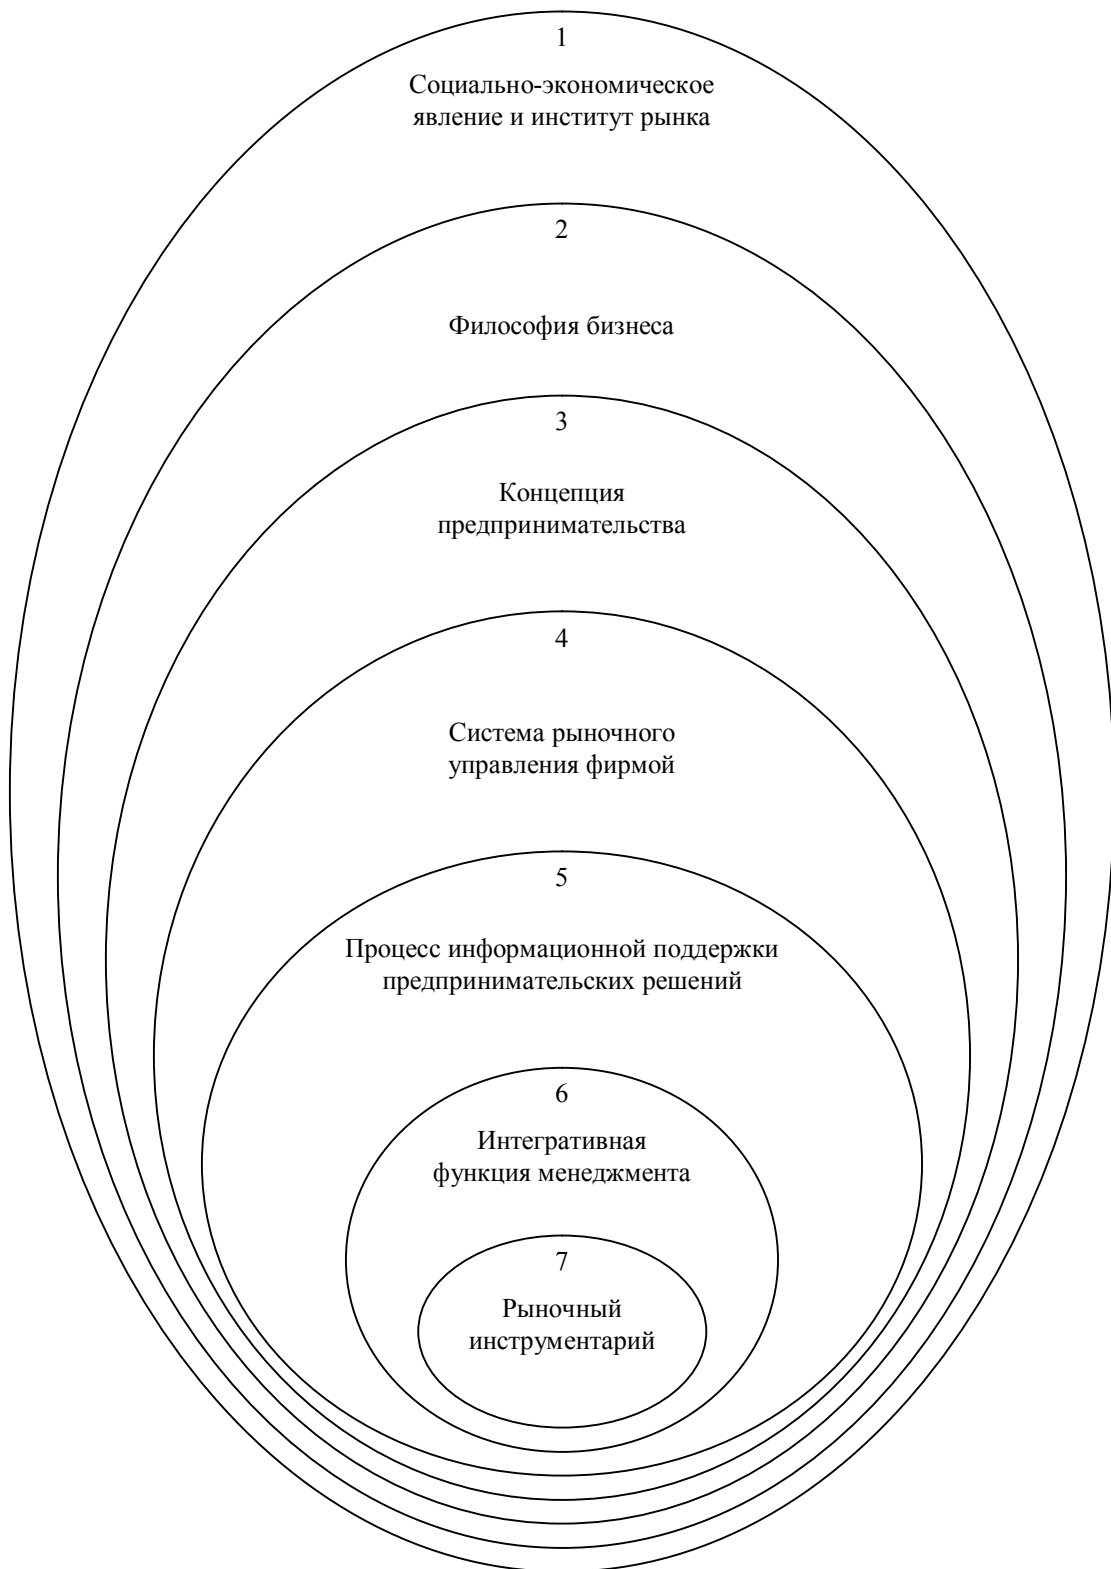 1
Социально-экономическое
явление и институт рынка
2
Философия бизнеса
3
Концепция
предпринимательства
4
Система рыночного
управления фирмой
5
Процесс информационной поддержки
предпринимательских решений
6
Интегративная
функция менеджмента
7
Рыночный
инструментарий